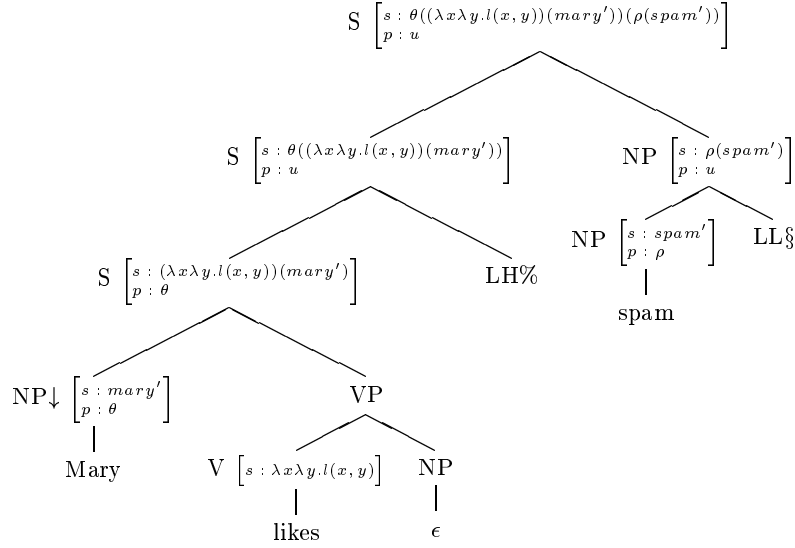 S [s : θ((λxλy.l(x, y))(mary′))(ρ(spam′))
p : u]
S [s : θ((λxλy.l(x, y))(mary′))
p : u]
NP [s : ρ(spam′)
p : u]
S [s : (λxλy.l(x, y))(mary′)
p : θ]
LH%
NP [s : spam′
p : ρ]
LL§
spam
NP↓ [s : mary′
p : θ]
VP
Mary
V [s : λxλy.l(x, y)]
NP
likes
ϵ